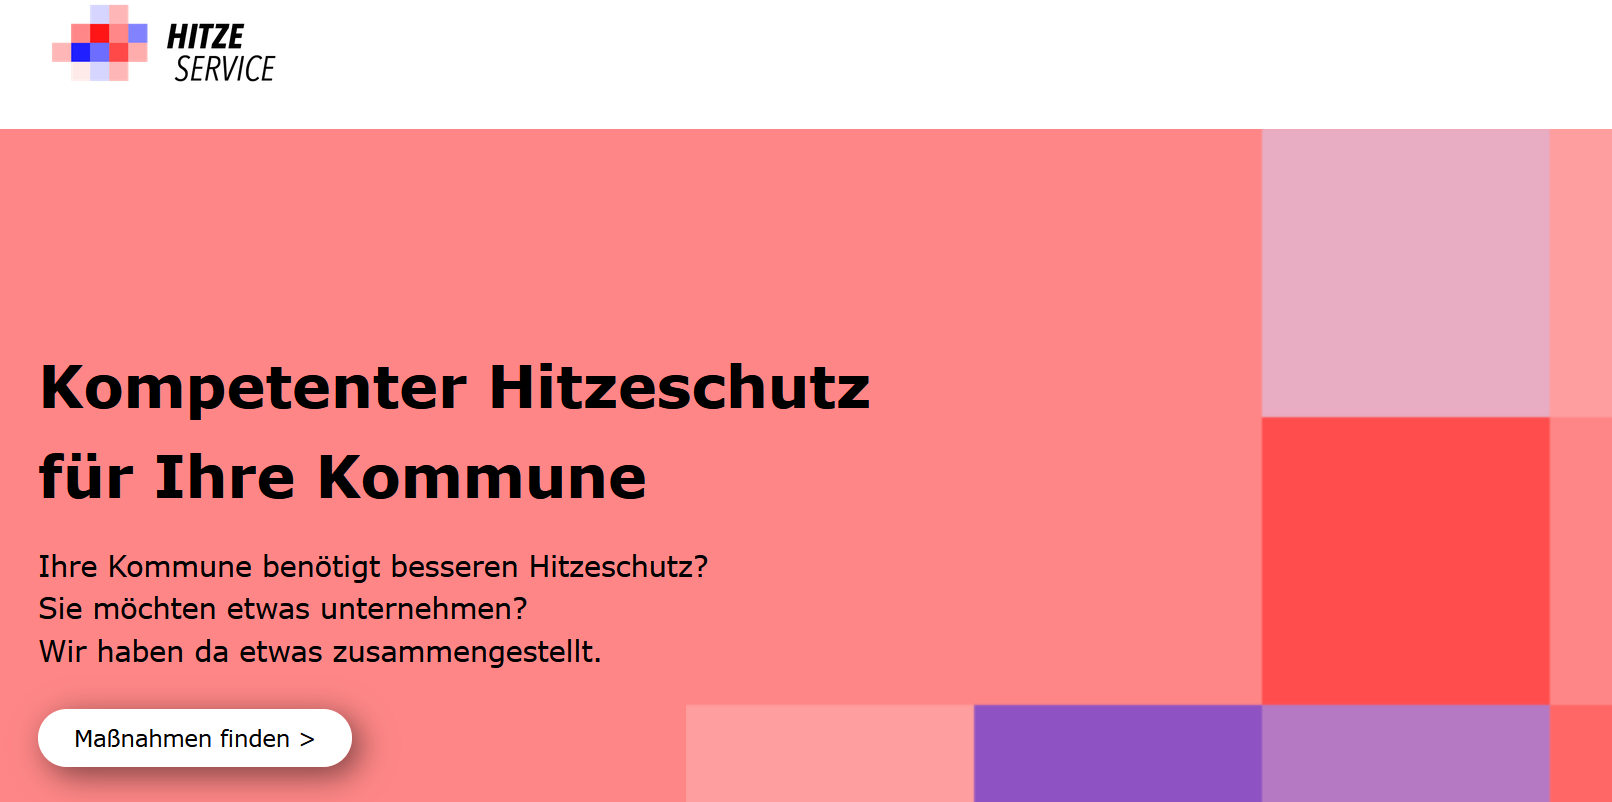 HITZE
SERVICE
Kompetenter Hitzeschutz
für Ihre Kommune
Ihre Kommune benötigt besseren Hitzeschutz?
Sie möchten etwas unternehmen?
Wir haben da etwas zusammengestellt.
Maßnahmen finden >